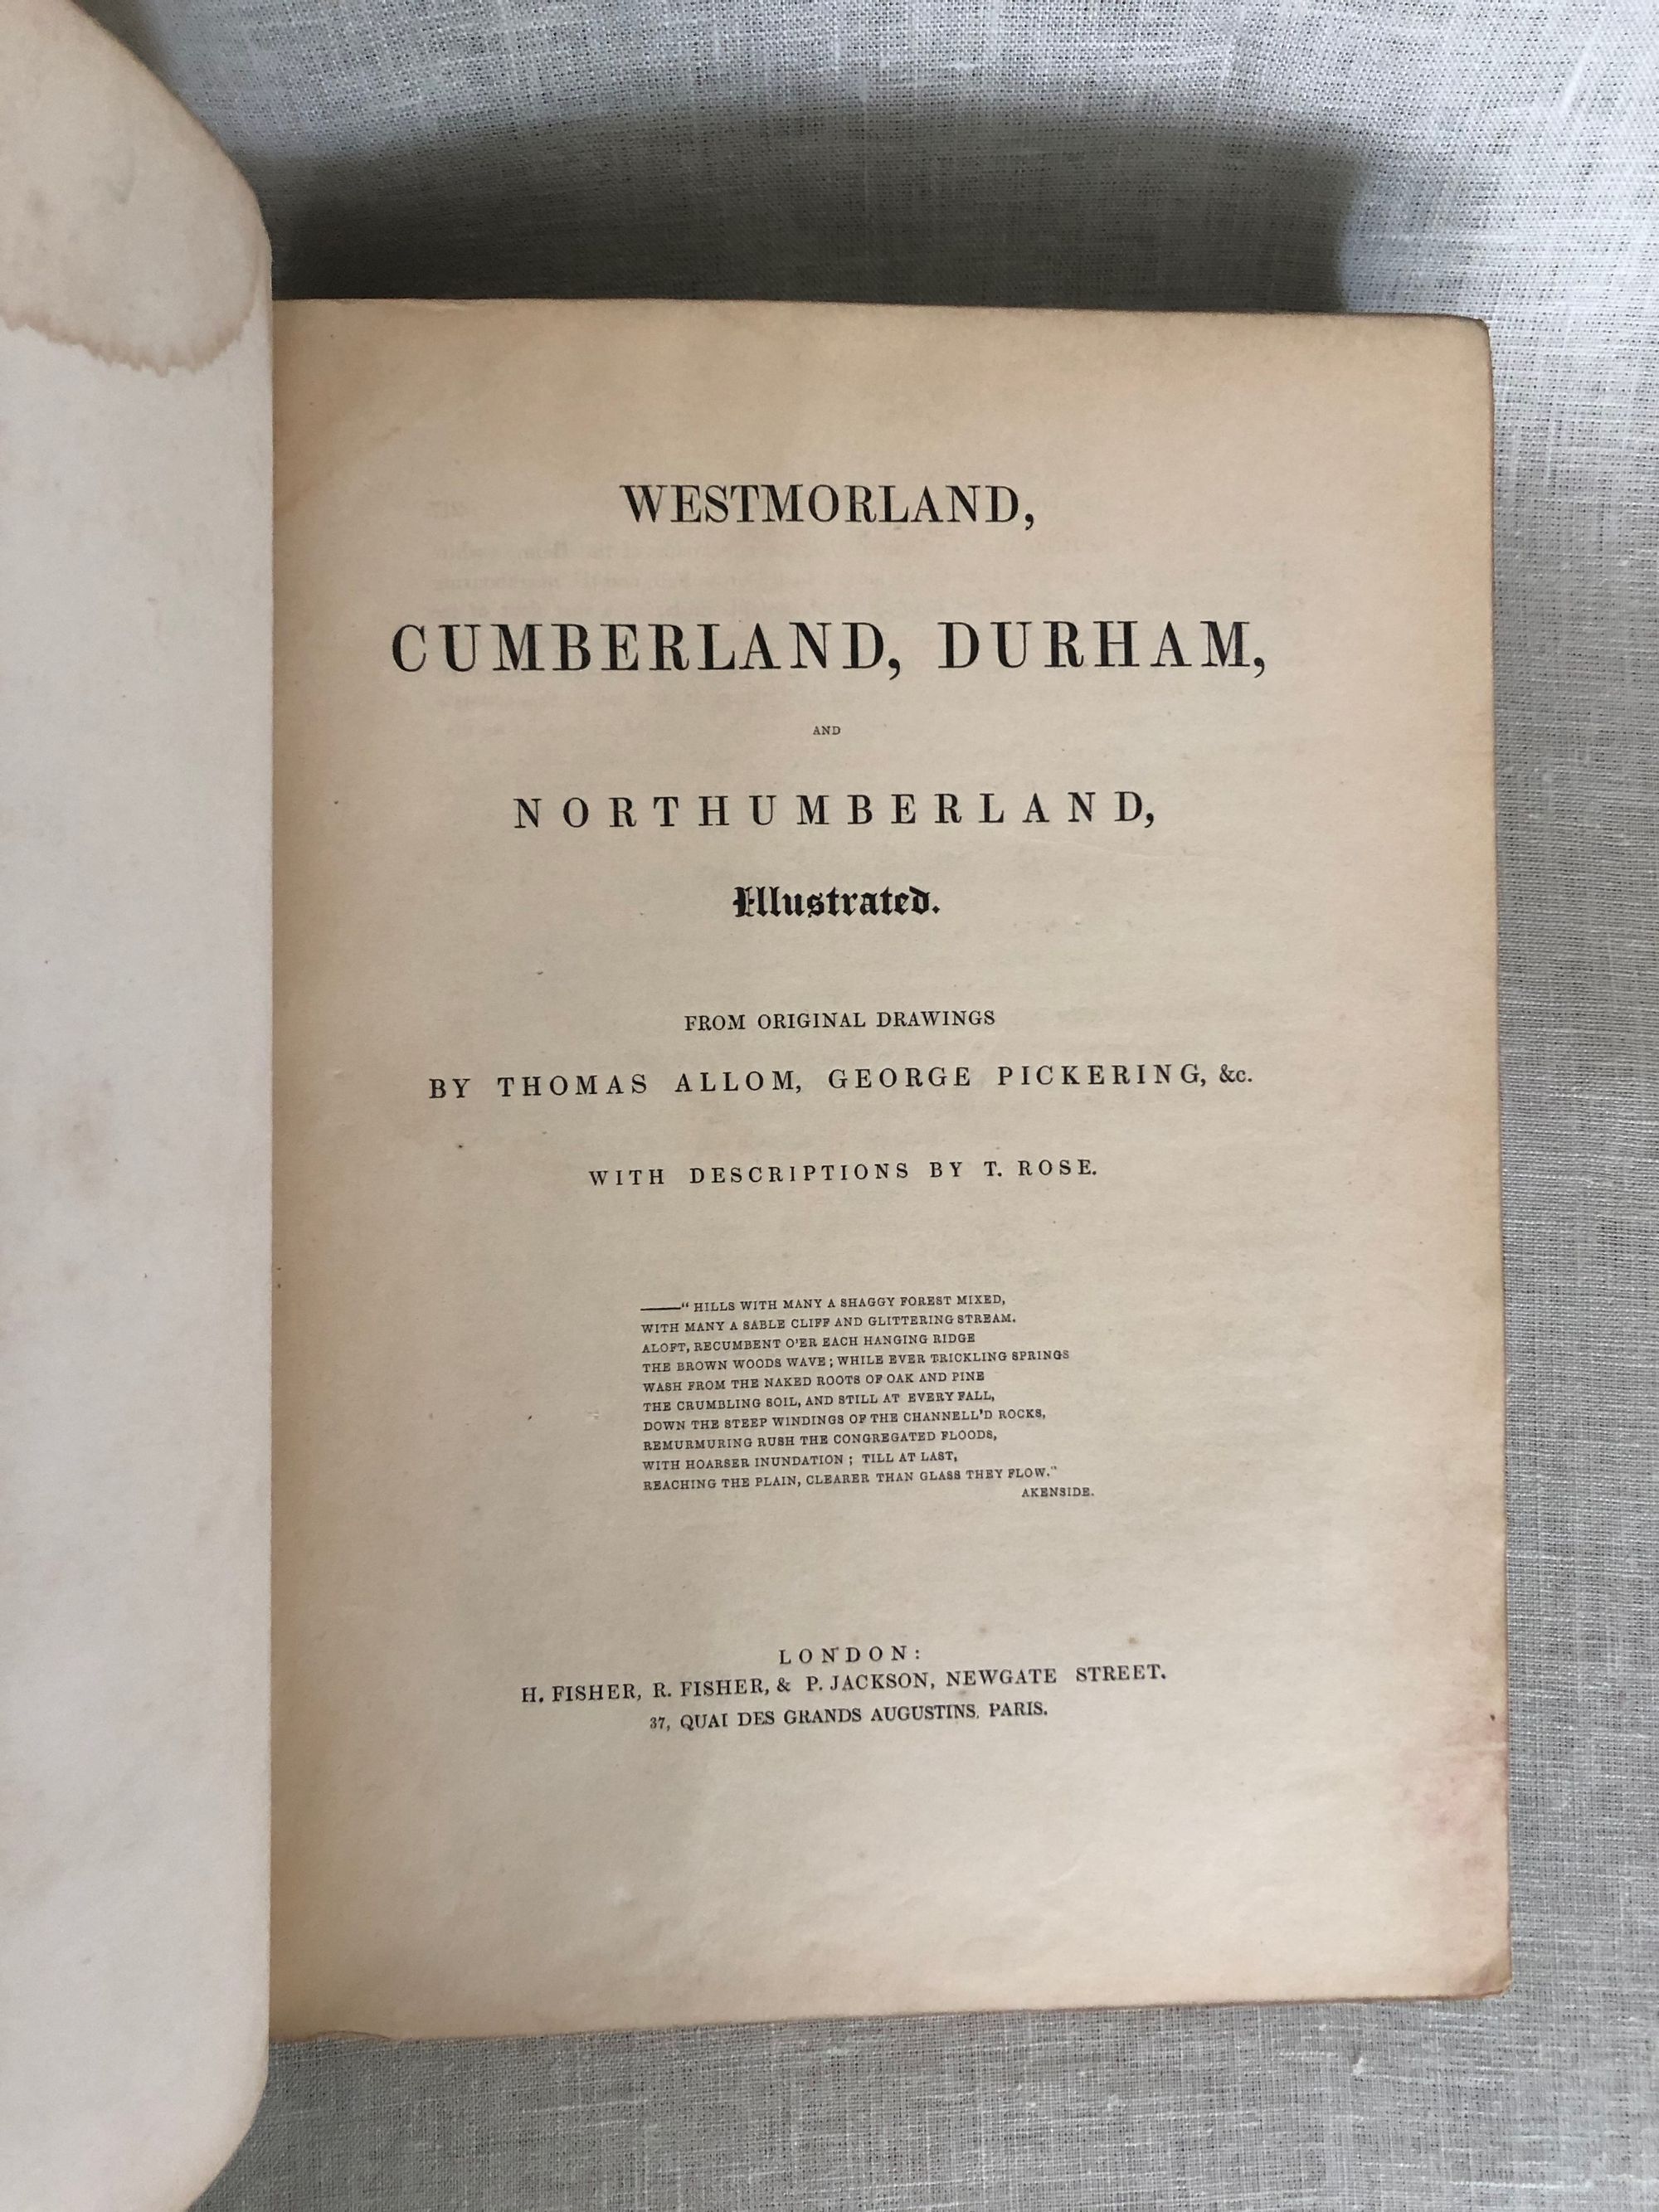 WESTMORLAND,
CUMBERLAND, DURHAM,
AND
NORTHUMBERLAND,
Illustrated.
FROM ORIGINAL DRAWINGS
BY THOMAS ALLOM, GEORGE PICKERING, &c.
WITH DESCRIPTIONS BY T. ROSE.
——“ HILLS WITH MANY A SHAGGY FOREST MIXED,
WITH MANY A SABLE CLIFF AND GLITTERING STREAM.
ALOFT, RECUMBENT O'ER EACH HANGING RIDGE
THE BROWN WOODS WAVE; WHILE EVER TRICKLING SPRINGS
WASH FROM THE NAKED ROOTS OF OAK AND PINE
THE CRUMBLING SOIL, AND STILL AT EVERY FALL,
DOWN THE STEEP WINDINGS OF THE CHANNELL'D ROCKS,
REMURMURING RUSH THE CONGREGATED FLOODS,
WITH HOARSER INUNDATION; TILL AT LAST,
REACHING THE PLAIN, CLEARER THAN GLASS THEY FLOW."
AKENSIDE.
LONDON:
H. FISHER, R. FISHER, & P. JACKSON, NEWGATE STREET.
37, QUAI DES GRANDS AUGUSTINS, PARIS.